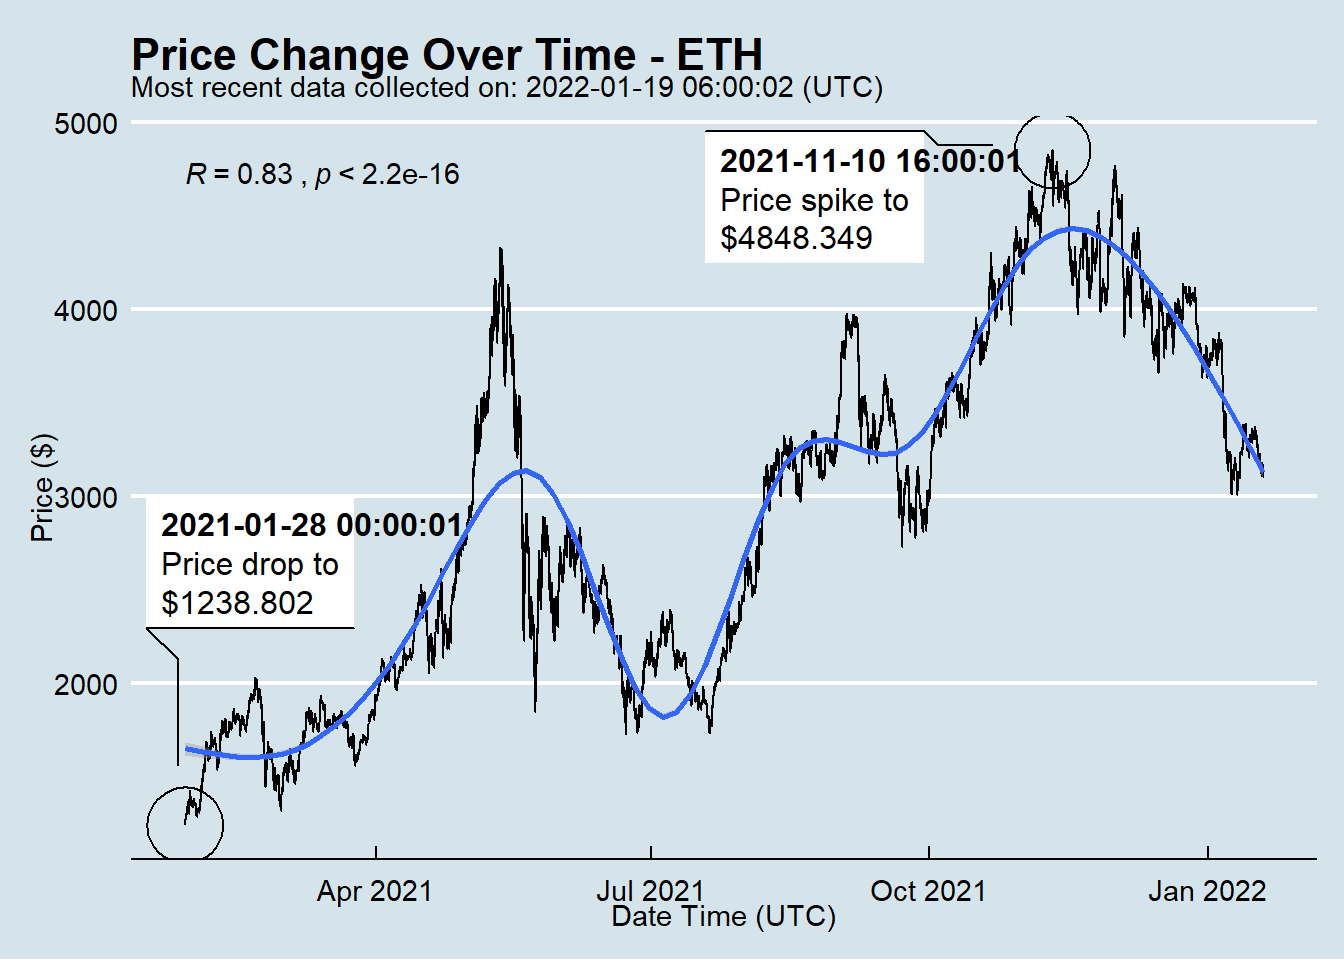 Price Change Over Time - ETH
Most recent data collected on: 2022-01-19 06:00:02 (UTC)
5000
4000
3000
2000
Price ($)
R = 0.83 , p < 2.2e-16
2021-11-10 16:00:01
Price spike to
$4848.349
2021-01-28 00:00:01
Price drop to
$1238.802
Apr 2021
Jul 2021
Oct 2021
Jan 2022
Date Time (UTC)